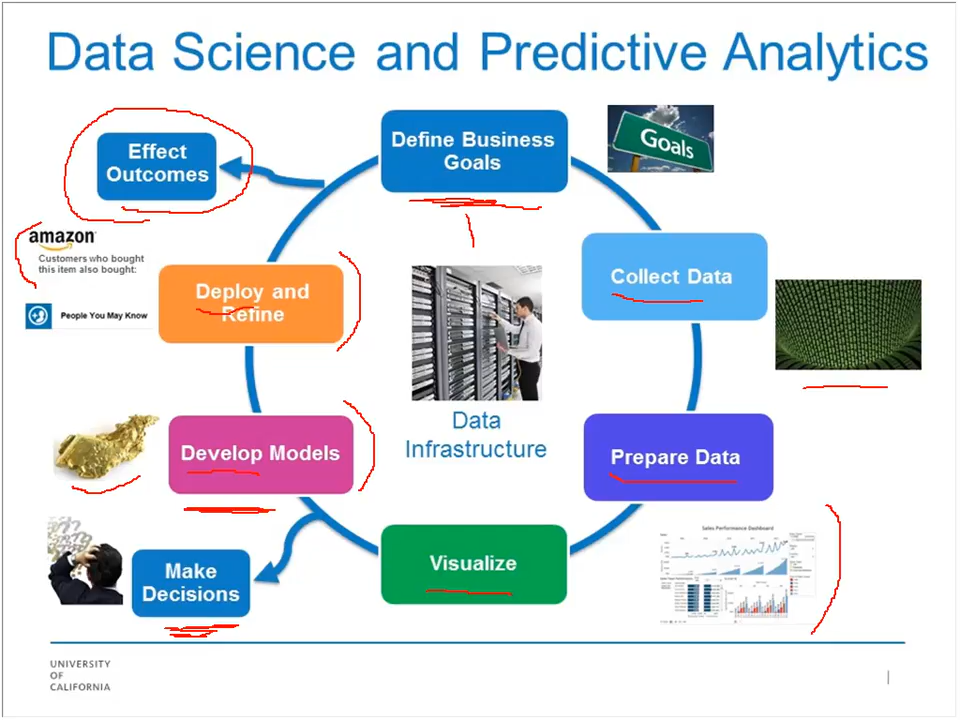 Data Science and Predictive Analytics
Effect
Outcomes
Define Business
Goals
Goals
amazon
Customers who bought
this item also bought:
Deploy and
Refine
People You May Know
Collect Data
Data
Infrastructure
Develop Models
Prepare Data
Make
Decisions
Visualize
Sales Performance Dashboard
UNIVERSITY
OF
CALIFORNIA